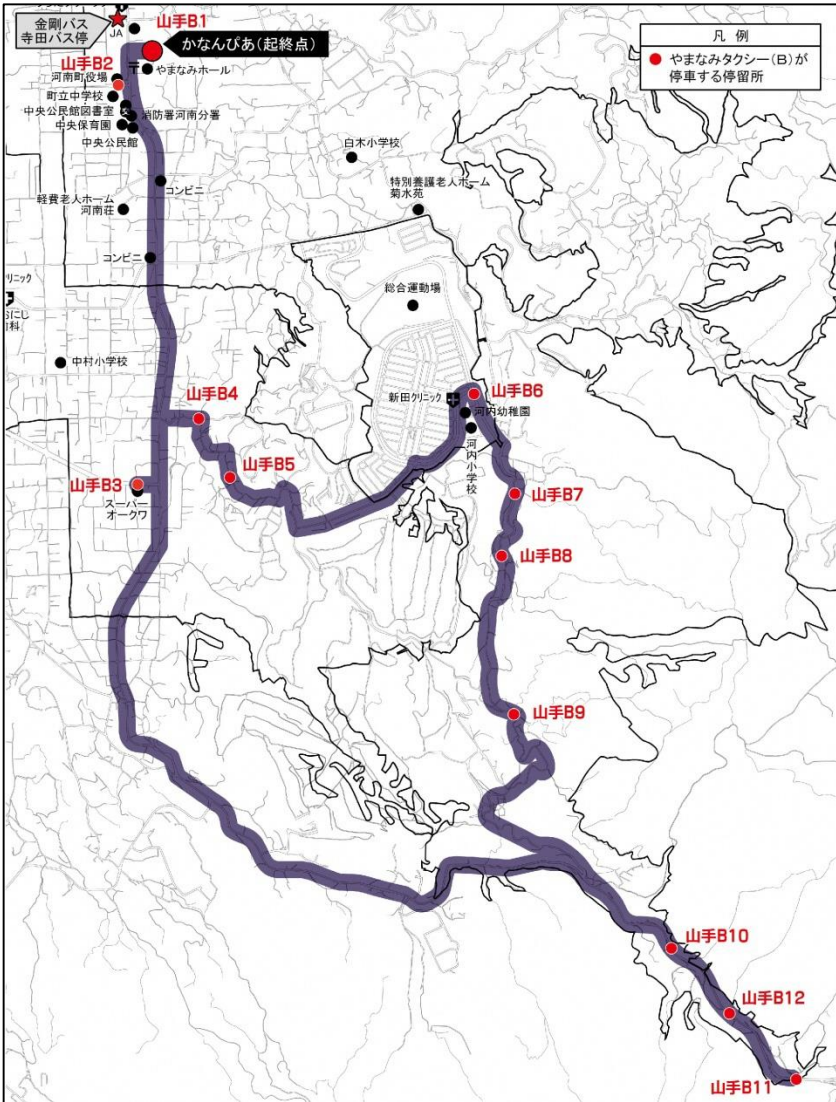 金剛バス
寺田バス停
JA
山手B1
かなんぴあ(起終点)
凡 例
やまなみタクシー(B)が
停車する停留所
山手B2
やまなみホール
河南町役場
町立中学校
中央公民館図書室
消防署河南分署
中央保育園
中央公民館
白木小学校
コンビニ
特別養護老人ホーム
菊水苑
軽費老人ホーム
河南荘
コンビニ
総合運動場
中村小学校
山手B4
新田クリニック
山手B6
河内幼稚園
河内小学校
山手B3
スーパー
オークワ
山手B5
山手B7
山手B8
山手B9
山手B10
山手B12
山手B11